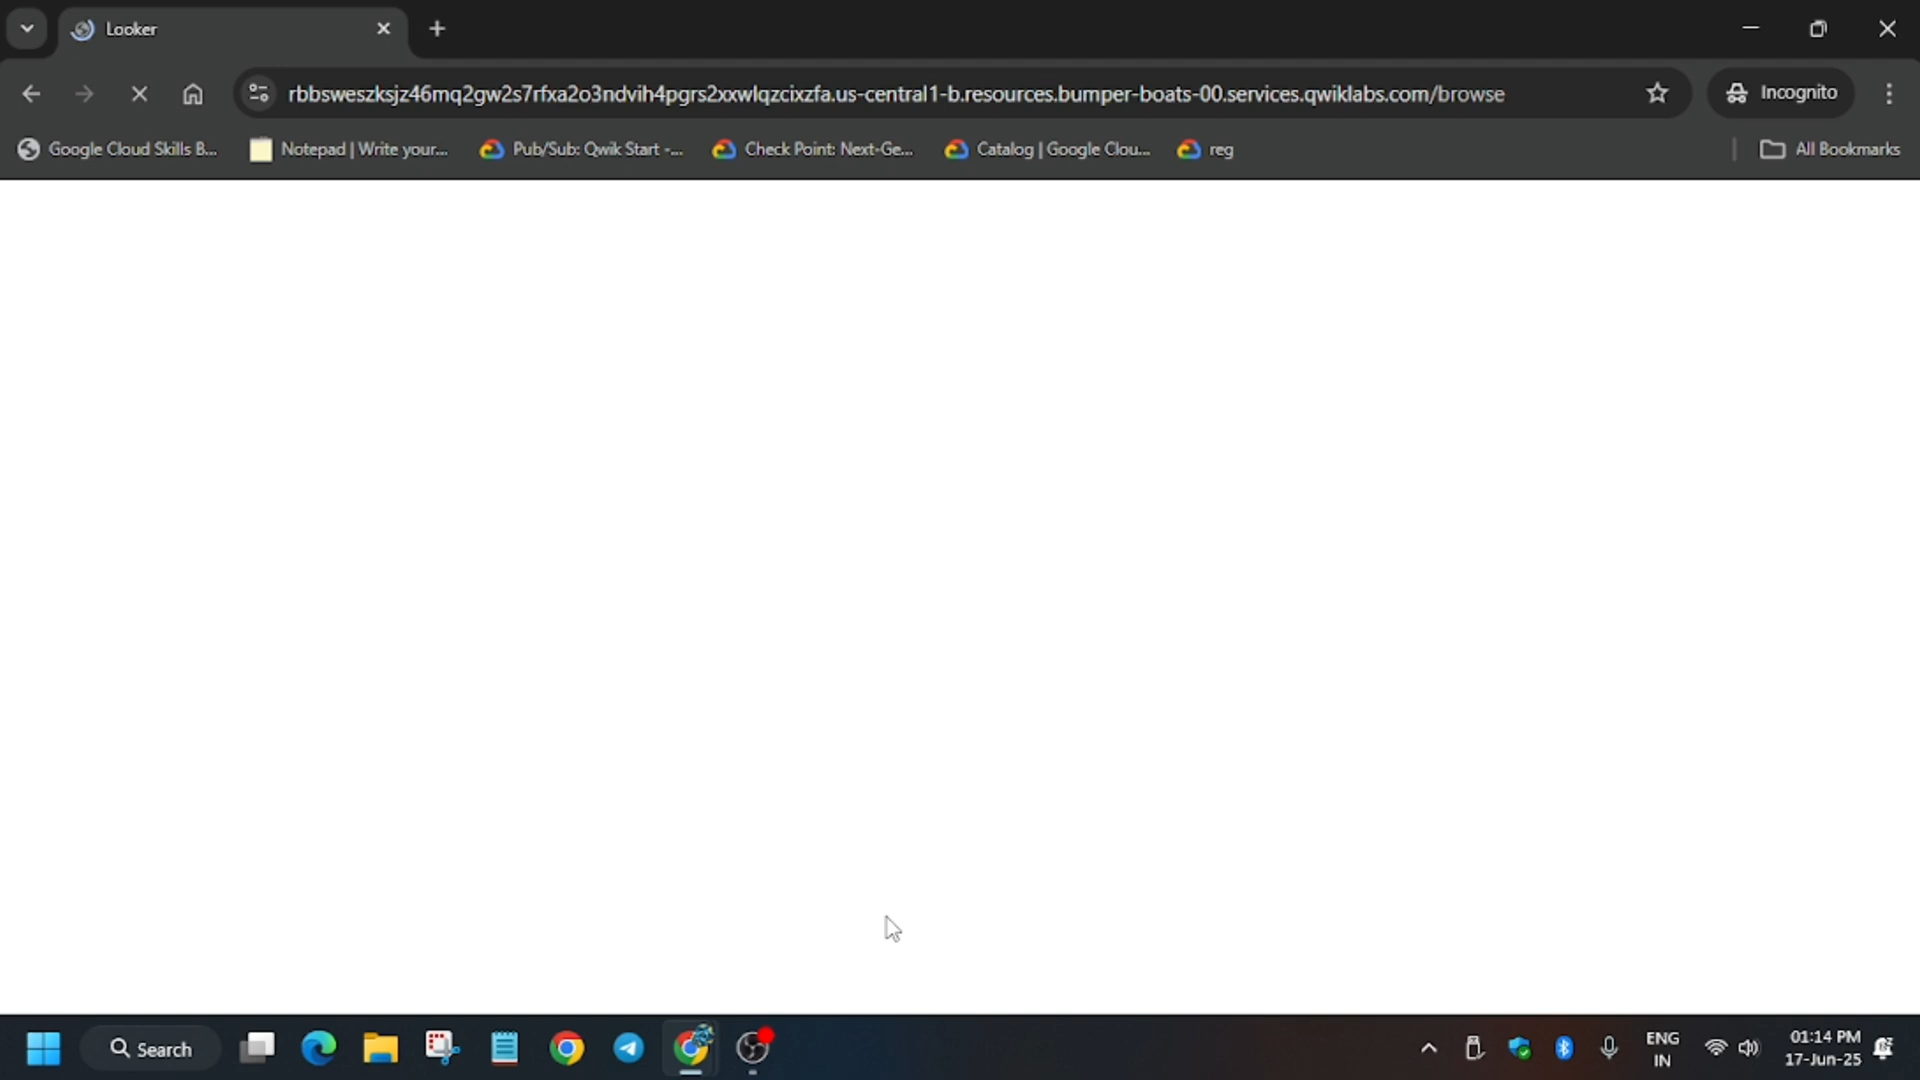 Looker
rbbsweszksjz46mq2gw2s7rfxa2o3ndvih4pgrs2xxwlqzcixzfa.us-central1-b.resources.bumper-boats-00.services.qwiklabs.com/browse
Incognito
Google Cloud Skills B...
Notepad | Write your...
Pub/Sub: Qwik Start -...
Check Point: Next-Ge...
Catalog | Google Clou...
reg
All Bookmarks
Search
ENG
IN
01:14 PM
17-Jun-25